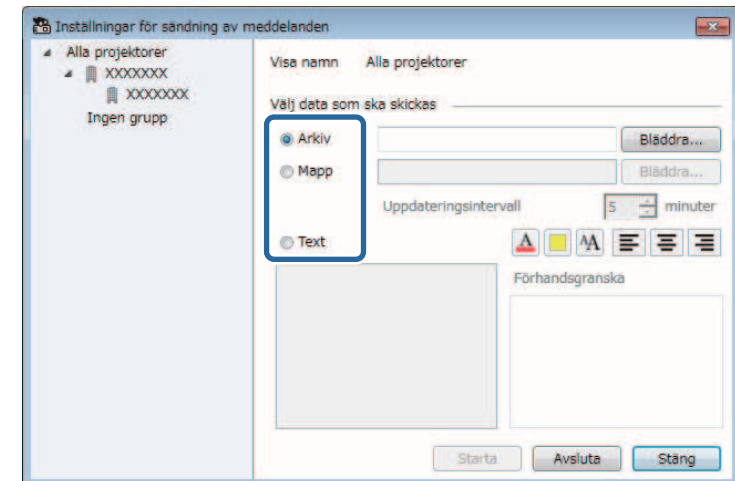 Inställningar för sändning av meddelanden
Alla projektorer
XXXXXXX
XXXXXXX
Ingen grupp
Visa namn Alla projektorer
Välj data som ska skickas
Arkiv Bläddra...
Mapp Bläddra...
Uppdateringsintervall 5 minuter
Text A AA
Förhandsgranska
Starta Avsluta Stäng